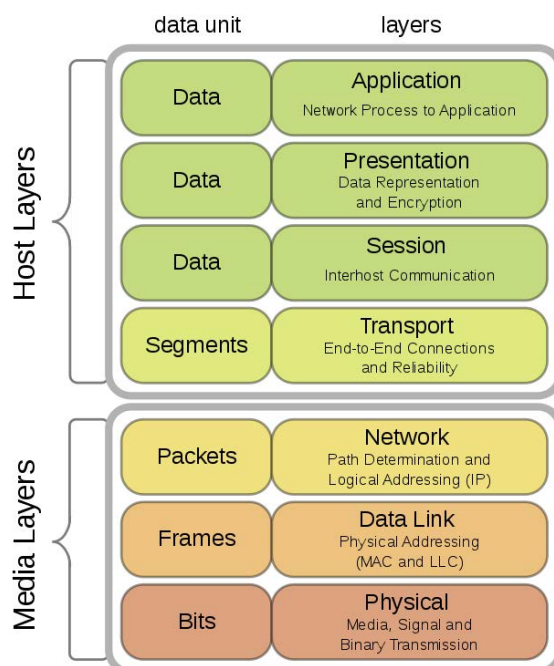 data unit layers
Host Layers
Data Application
Network Process to Application
Data Presentation
Data Representation
and Encryption
Data Session
Interhost Communication
Segments Transport
End-to-End Connections
and Reliability
Media Layers
Packets Network
Path Determination and
Logical Addressing (IP)
Frames Data Link
Physical Addressing
(MAC and LLC)
Bits Physical
Media, Signal and
Binary Transmission